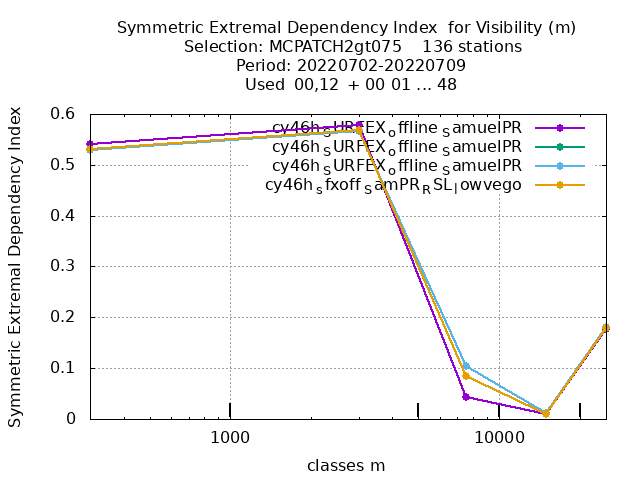 Symmetric Extremal Dependency Index  for Visibility (m)
Selection: MCPATCH2gt075    136 stations
Period: 20220702-20220709
Used  00,12  + 00 01 ... 48
Symmetric Extremal Dependency Index
0.6
0.5
0.4
0.3
0.2
0.1
0
cy46h_SURFEX_offline_SamuelPR
cy46h_SURFEX_offline_SamuelPR
cy46h_SURFEX_offline_SamuelPR
cy46h_sfxoff_SamPR_RSL_lowvego
1000
10000
classes m